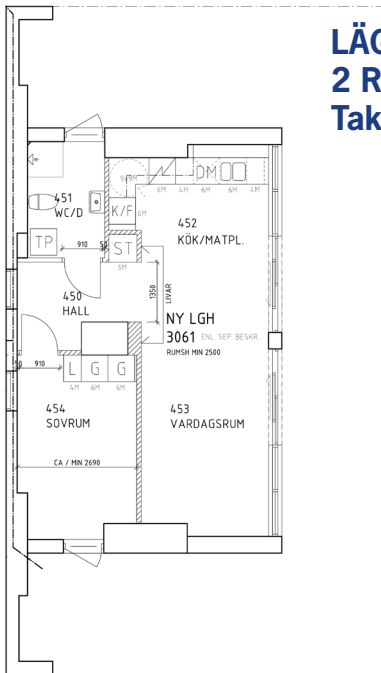 LÄG
2 R
Tak
451
WC/D
DM
6M 4M 6M 6M 4M
K/F
6M
452
KÖK/MATPL.
TP
910
50
ST
6M
450
HALL
1350
LIVAR
NY LGH
3061 ENL. SEP BESKR.
RUMSH MIN 2500
50
910
L G G
4M 6M 6M
454
SOVRUM
453
VARDAGSRUM
CA / MIN 2690